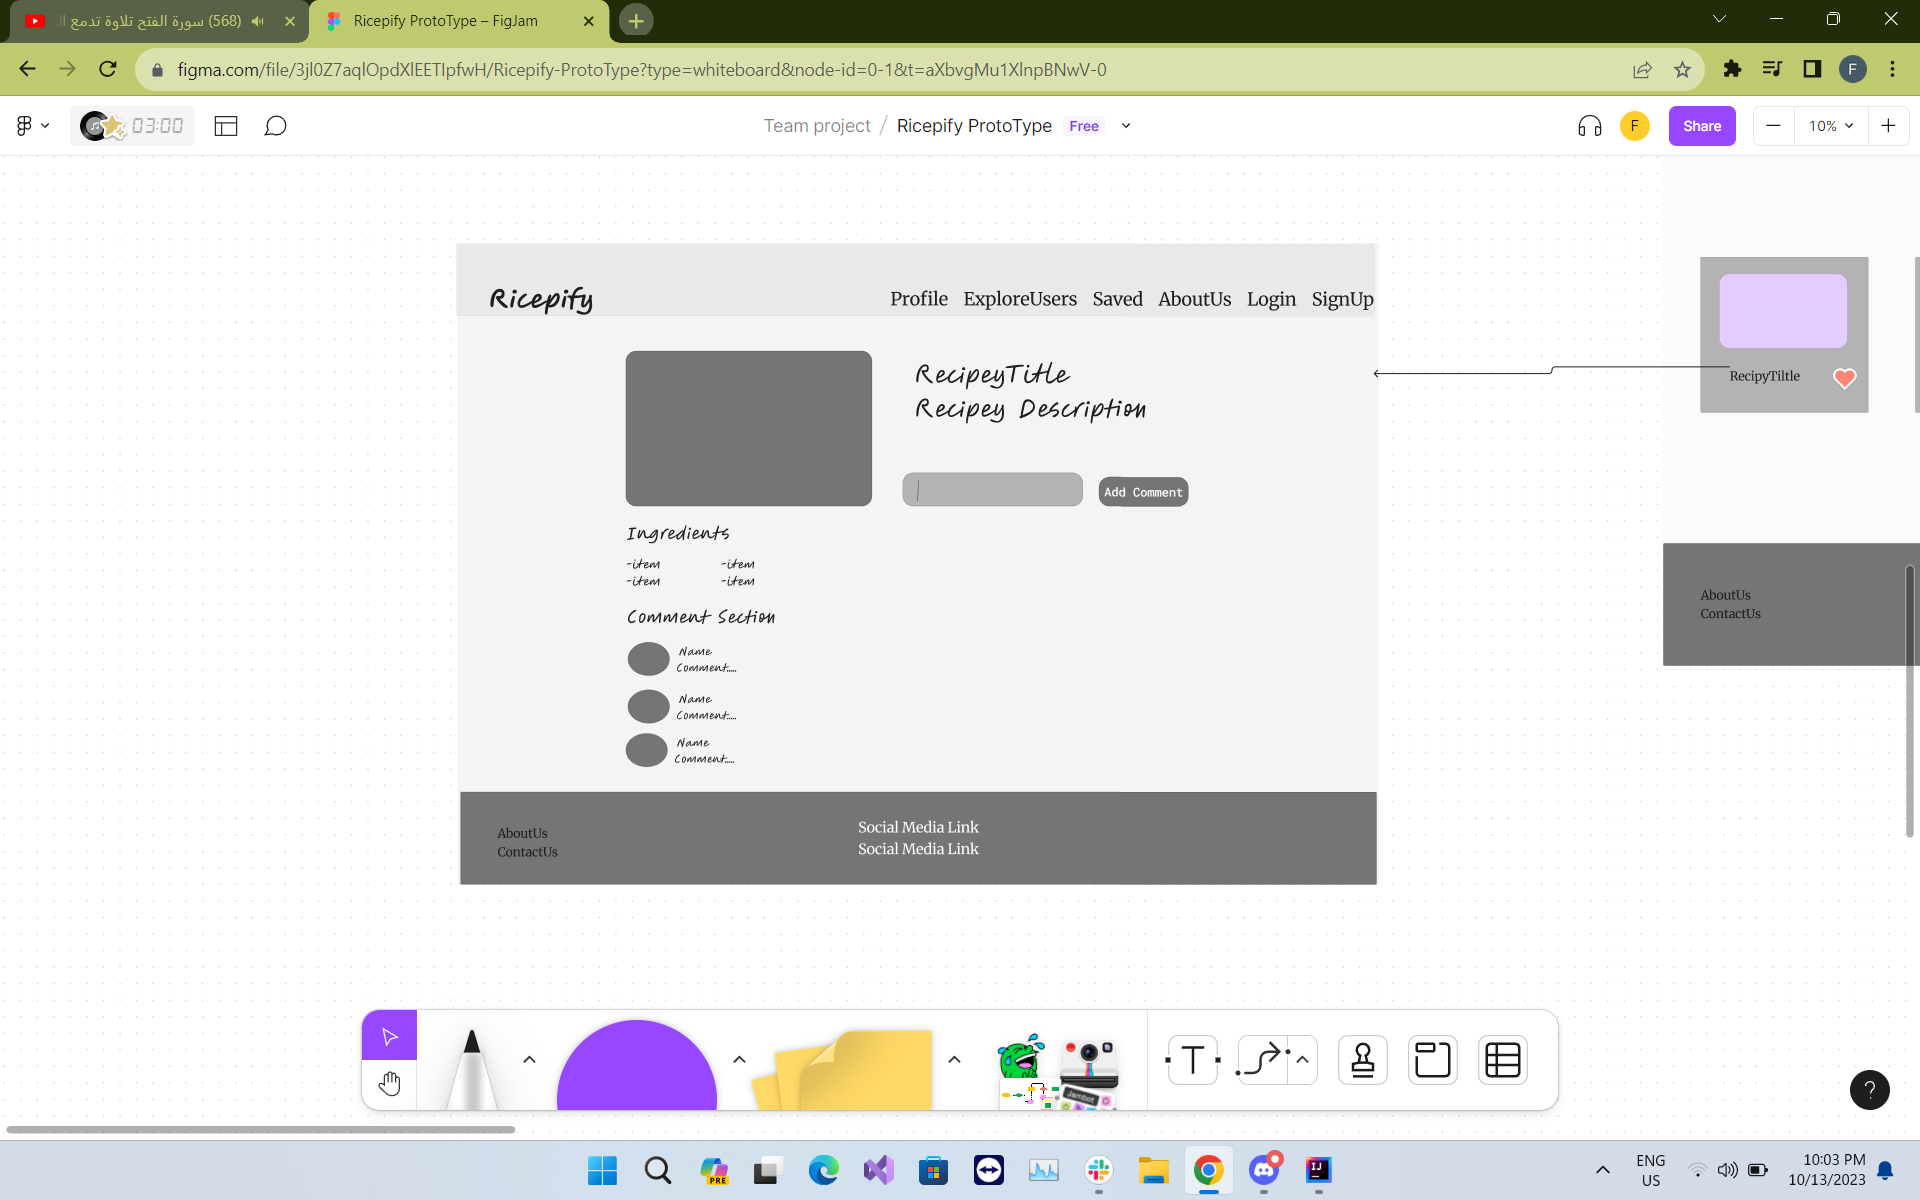 (568) سورة الفتح تلاوة تدمع ال
Ricepify ProtoType – FigJam
figma.com/file/3jl0Z7aqlOpdXlEETIpfwH/Ricepify-ProtoType?type=whiteboard&node-id=0-1&t=aXbvgMu1XlnpBNwV-0
F
03:00
Team project / Ricepify ProtoType Free
F
Share
10%
Ricepify
Profile ExploreUsers Saved AboutUs Login SignUp
RecipeyTitle
Recipey Description
Add Comment
RecipyTiltle
Ingredients
-item -item
-item -item
Comment Section
Name
Comment.....
Name
Comment.....
Name
Comment.....
AboutUs
ContactUs
Social Media Link
Social Media Link
AboutUs
ContactUs
T
Jambot
?
PRE
IJ
ENG
US
10:03 PM
10/13/2023